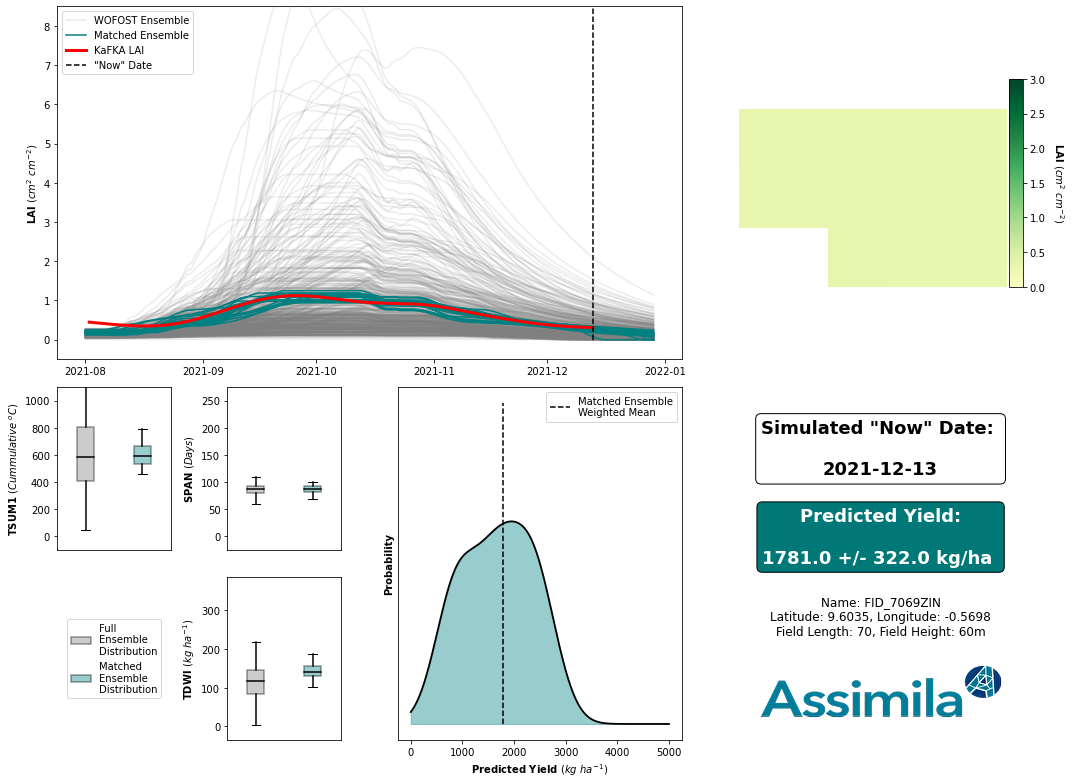 WOFOST Ensemble
Matched Ensemble
KaFKA LAI
"Now" Date
LAI (cm² cm⁻²)
8
7
6
5
4
3
2
1
0
2021-08
2021-09
2021-10
2021-11
2021-12
2022-01
3.0
2.5
2.0
1.5
1.0
0.5
0.0
LAI (cm² cm⁻²)
TSUM1 (Cummulative °C)
1000
800
600
400
200
0
SPAN (Days)
250
200
150
100
50
0
Full
Ensemble
Distribution
Matched
Ensemble
Distribution
TDWI (kg ha⁻¹)
300
200
100
0
Matched Ensemble
Weighted Mean
Probability
0
1000
2000
3000
4000
5000
Predicted Yield (kg ha⁻¹)
Simulated "Now" Date:
2021-12-13
Predicted Yield:
1781.0 +/- 322.0 kg/ha
Name: FID_7069ZIN
Latitude: 9.6035, Longitude: -0.5698
Field Length: 70, Field Height: 60m
Assimila